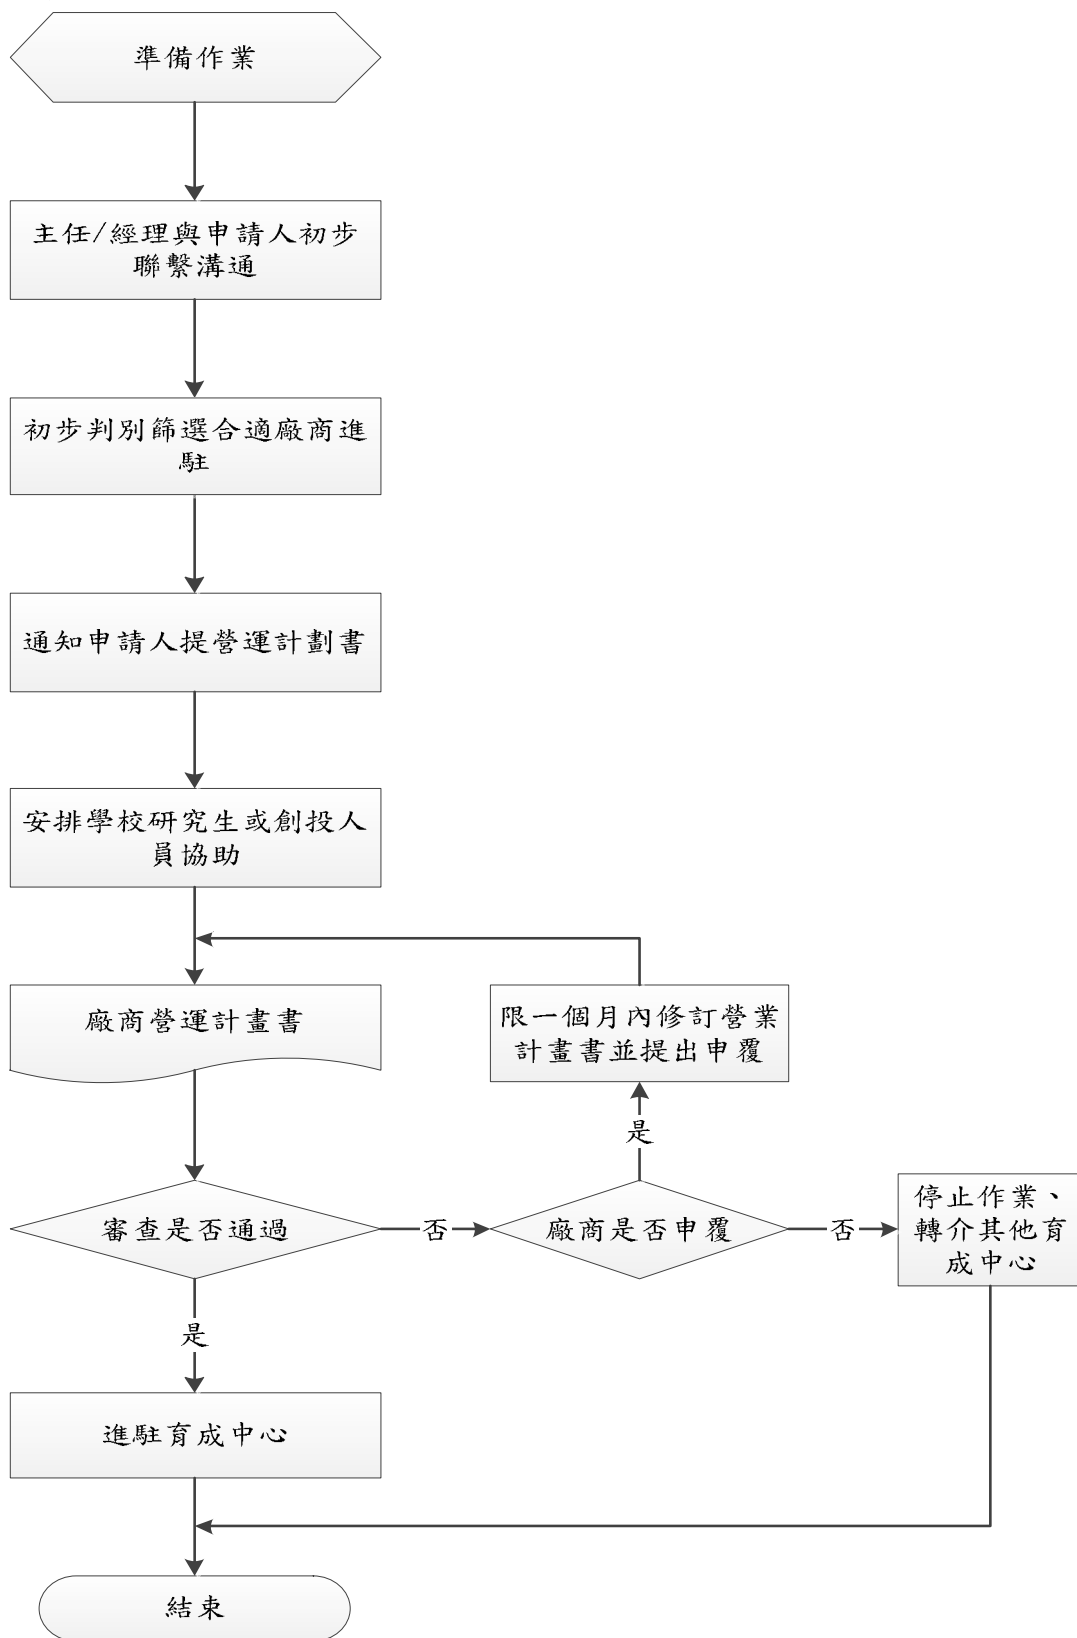 準備作業
主任/經理與申請人初步
聯繫溝通
初步判別篩選合適廠商進
駐
通知申請人提營運計劃書
安排學校研究生或創投人
員協助
廠商營運計畫書
限一個月內修訂營業
計畫書並提出申覆
是
審查是否通過
否
廠商是否申覆
否
停止作業、
轉介其他育
成中心
是
進駐育成中心
結束